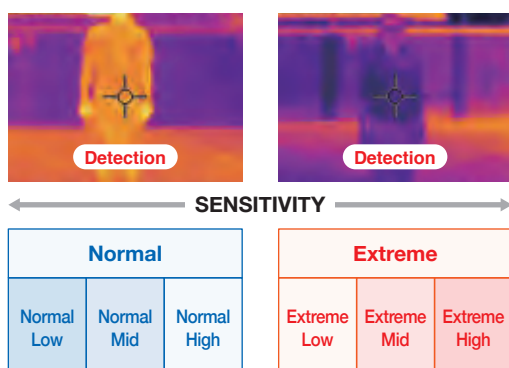 Detection
Detection
SENSITIVITY
Normal
Extreme
Normal
Low
Normal
Mid
Normal
High
Extreme
Low
Extreme
Mid
Extreme
High